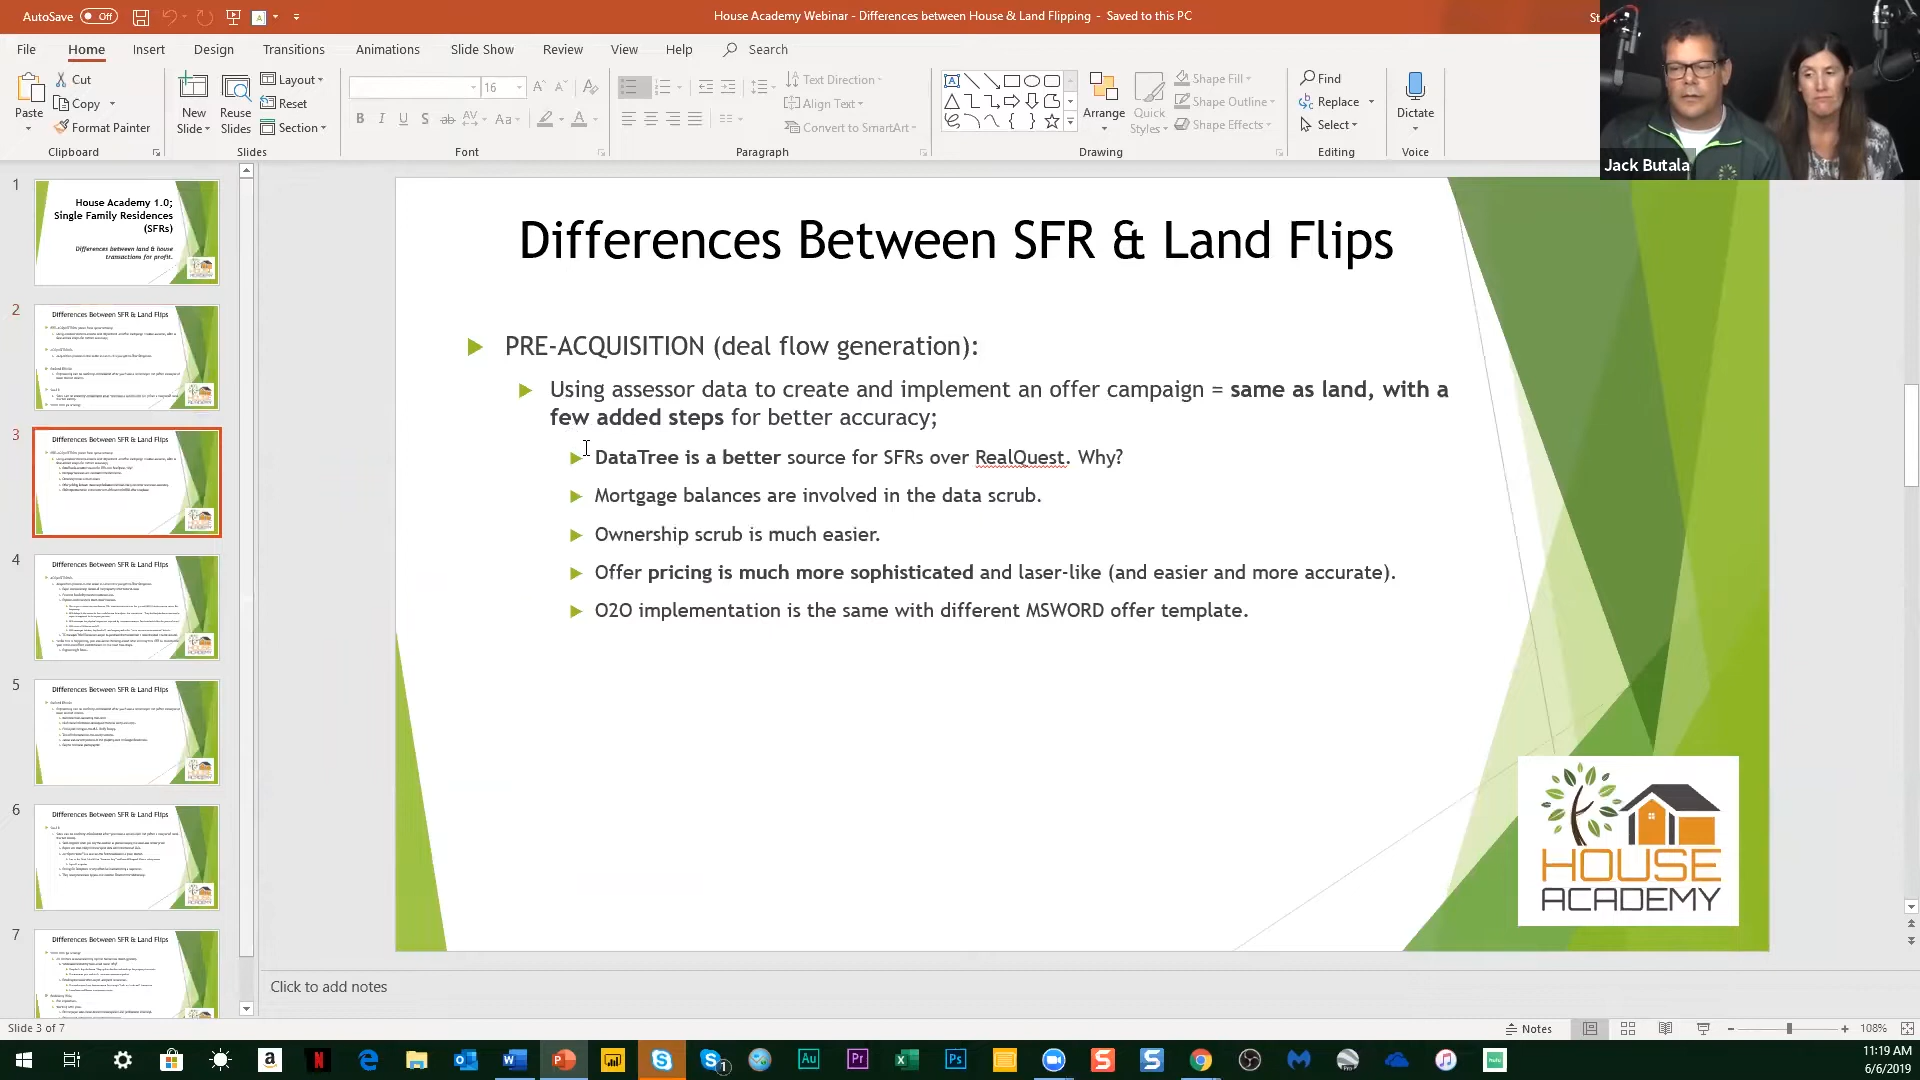 AutoSave Off
House Academy Webinar - Differences between House & Land Flipping - Saved to this PC
File Home Insert Design Transitions Animations Slide Show Review View Help Search
Cut
Copy
Format Painter
Paste
Clipboard
New Slide
Reuse Slides
Layout
Reset
Section
Slides
16
Font
Text Direction
Align Text
Convert to SmartArt
Paragraph
Arrange
Quick Styles
Shape Fill
Shape Outline
Shape Effects
Drawing
Find
Replace
Select
Editing
Dictate
Voice
Jack Butala
1
House Academy 1.0;
Single Family Residences
(SFRs)
Differences between land & house
transactions for profit.
2
Differences Between SFR & Land Flips
3
Differences Between SFR & Land Flips
4
Differences Between SFR & Land Flips
5
Differences Between SFR & Land Flips
6
Differences Between SFR & Land Flips
7
Differences Between SFR & Land Flips
Differences Between SFR & Land Flips
PRE-ACQUISITION (deal flow generation):
Using assessor data to create and implement an offer campaign = same as land, with a
few added steps for better accuracy;
DataTree is a better source for SFRs over RealQuest. Why?
Mortgage balances are involved in the data scrub.
Ownership scrub is much easier.
Offer pricing is much more sophisticated and laser-like (and easier and more accurate).
O2O implementation is the same with different MSWORD offer template.
HOUSE
ACADEMY
Click to add notes
Slide 3 of 7
Notes
108%
11:19 AM
6/6/2019